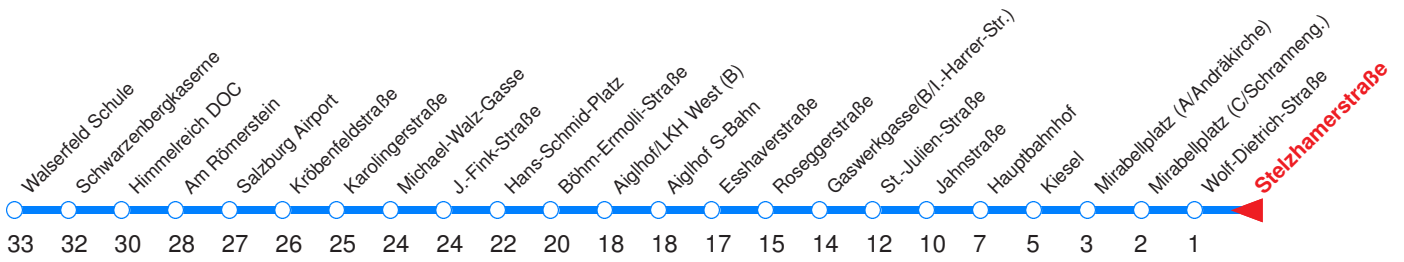 Walserfeld Schule
Schwarzenbergkaserne
Himmelreich DOC
Am Römerstein
Salzburg Airport
Kröbenfeldstraße
Karolingerstraße
Michael-Walz-Gasse
J.-Fink-Straße
Hans-Schmid-Platz
Böhm-Ermolli-Straße
Aiglhof/LKH West (B)
Aiglhof S-Bahn
Esshaverstraße
Roseggerstraße
Gaswerkgasse(B/I.-Harrer-Str.)
St.-Julien-Straße
Jahnstraße
Hauptbahnhof
Kiesel
Mirabellplatz (A/Andräkirche)
Mirabellplatz (C/Schranneng.)
Wolf-Dietrich-Straße
Stelzhamerstraße
33 32 30 28 27 26 25 24 24 22 20 18 18 17 15 14 12 10 7 5 3 2 1